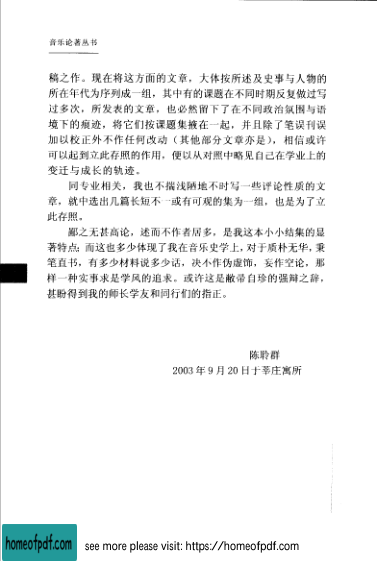 音乐论著丛书
稿之作。现在将这方面的文章，大体按所述及史事与人物的
所在年代为序列成一组，其中有的课题在不同时期反复做过写
过多次，所发表的文章，也必然留下了在不同政治氛围与语
境下的痕迹，将它们按课题集掖在一起，并且除了笔误刊误
加以校正外不作任何改动（其他部分文章亦是），相信或许
可以起到立此存照的作用，便以从对照中略见自己在学业上的
变迁与成长的轨迹。
同专业相关，我也不揣浅陋地不时写一些评论性质的文
章，就中选出几篇长短不一或有可观的集为一组，也是为了立
此存照。
鄙之无甚高论，述而不作者居多，是我这本小小结集的显
著特点；而这也多少体现了我在音乐史学上，对于质朴无华，秉
笔直书，有多少材料说多少话，决不作伪虚饰，妄作空论，那
样一种实事求是学风的追求。或许这是敝帚自珍的强辩之辞，
甚盼得到我的师长学友和同行们的指正。
陈聆群
2003年9月20日于莘庄寓所
homeofpdf.com
see more please visit: https://homeofpdf.com